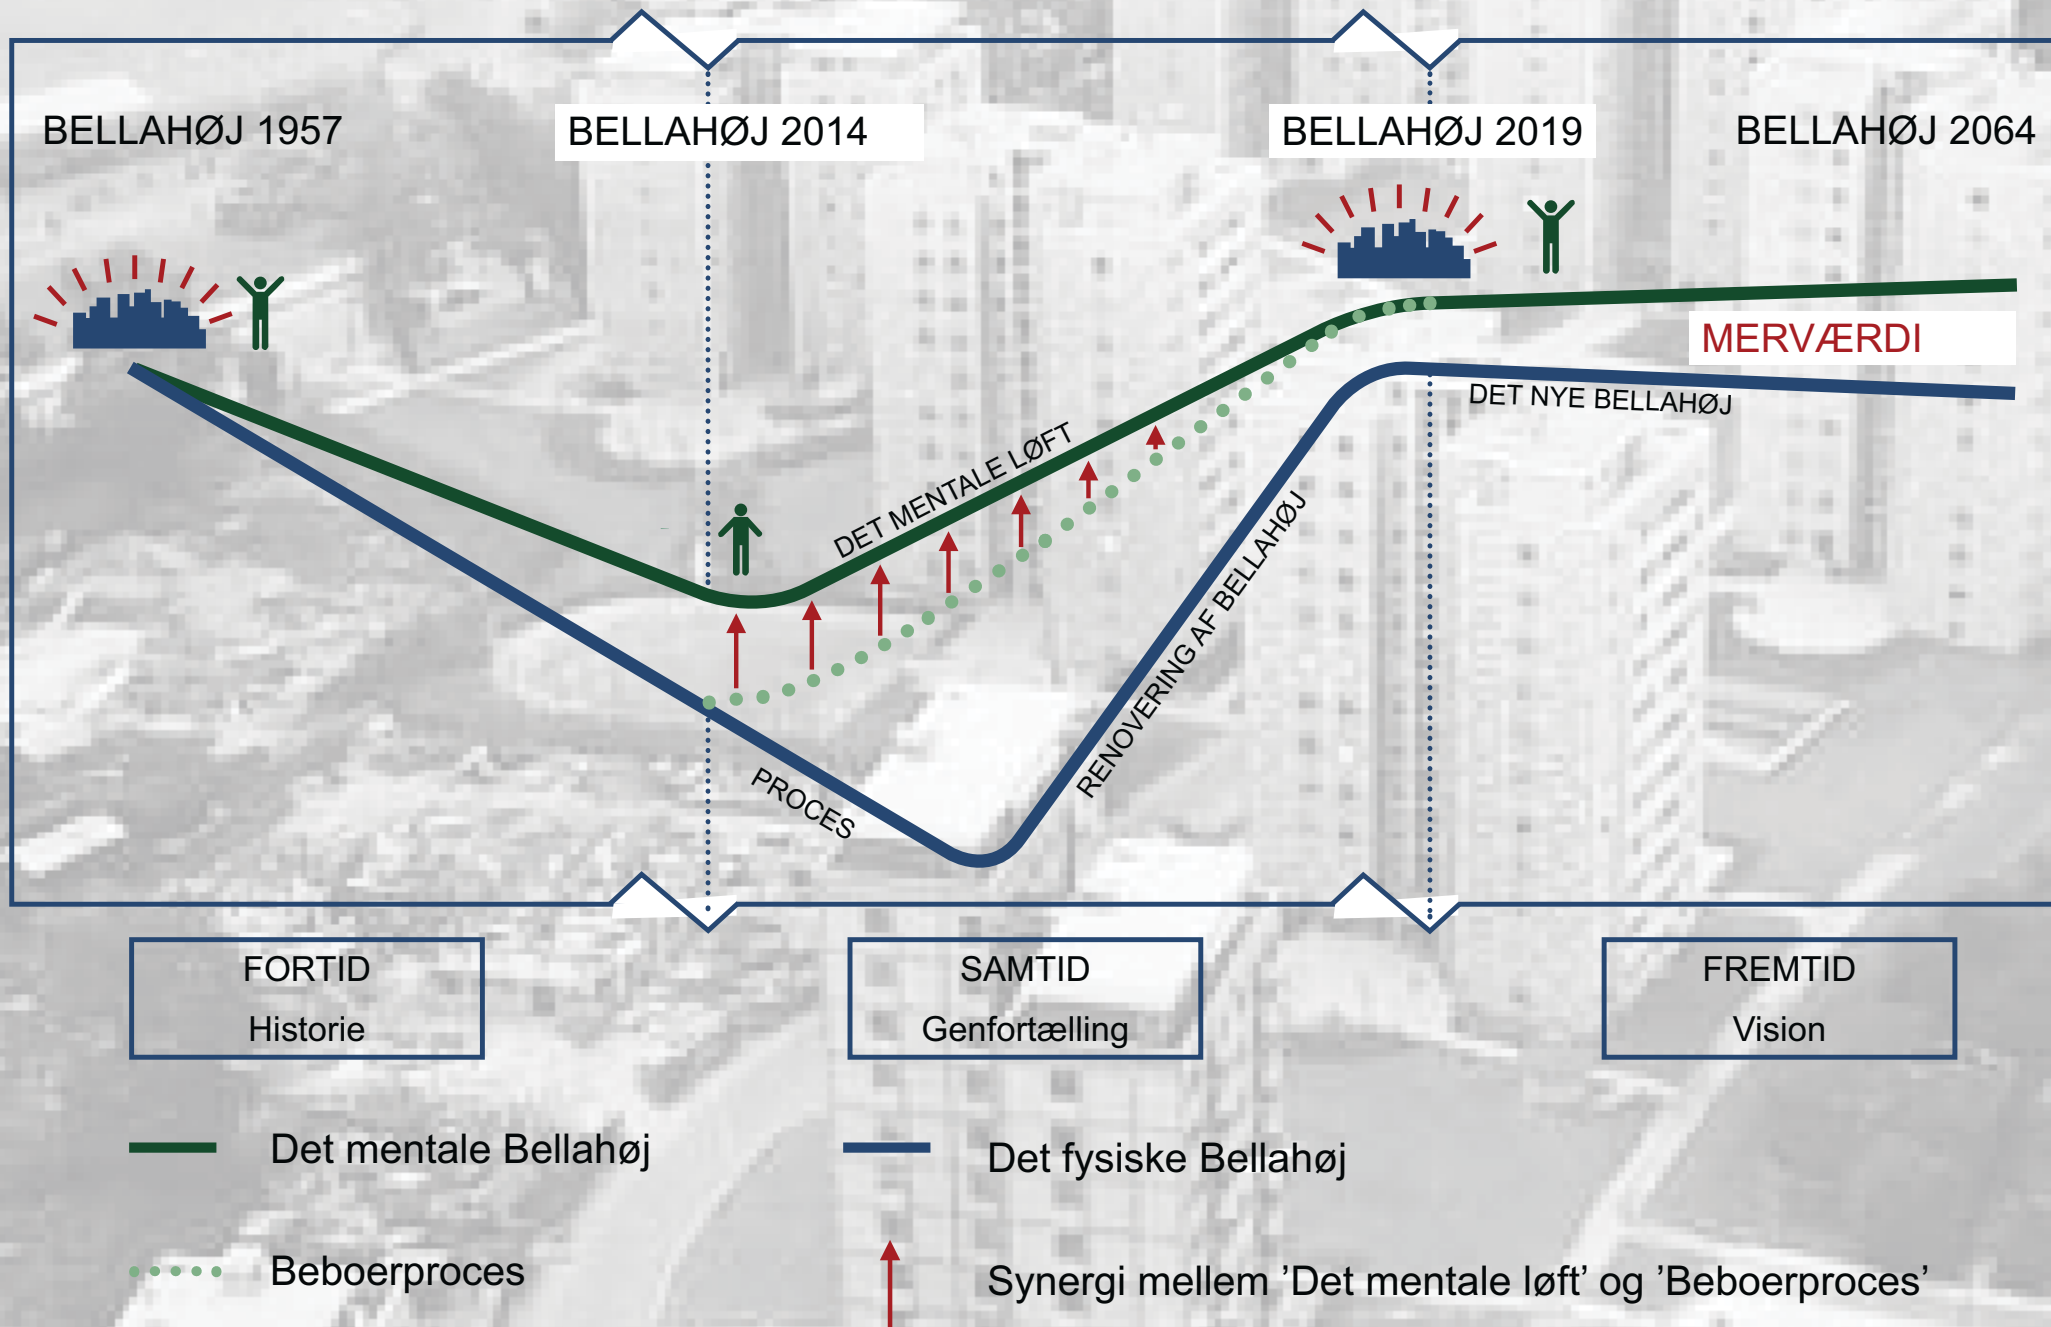 BELLAHØJ 1957
BELLAHØJ 2014
BELLAHØJ 2019
BELLAHØJ 2064
MERVÆRDI
DET NYE BELLAHØJ
DET MENTALE LØFT
RENOVERING AF BELLAHØJ
PROCES
FORTID
Historie
SAMTID
Genfortælling
FREMTID
Vision
Det mentale Bellahøj
Det fysiske Bellahøj
Beboerproces
Synergi mellem ’Det mentale løft’ og ’Beboerproces’